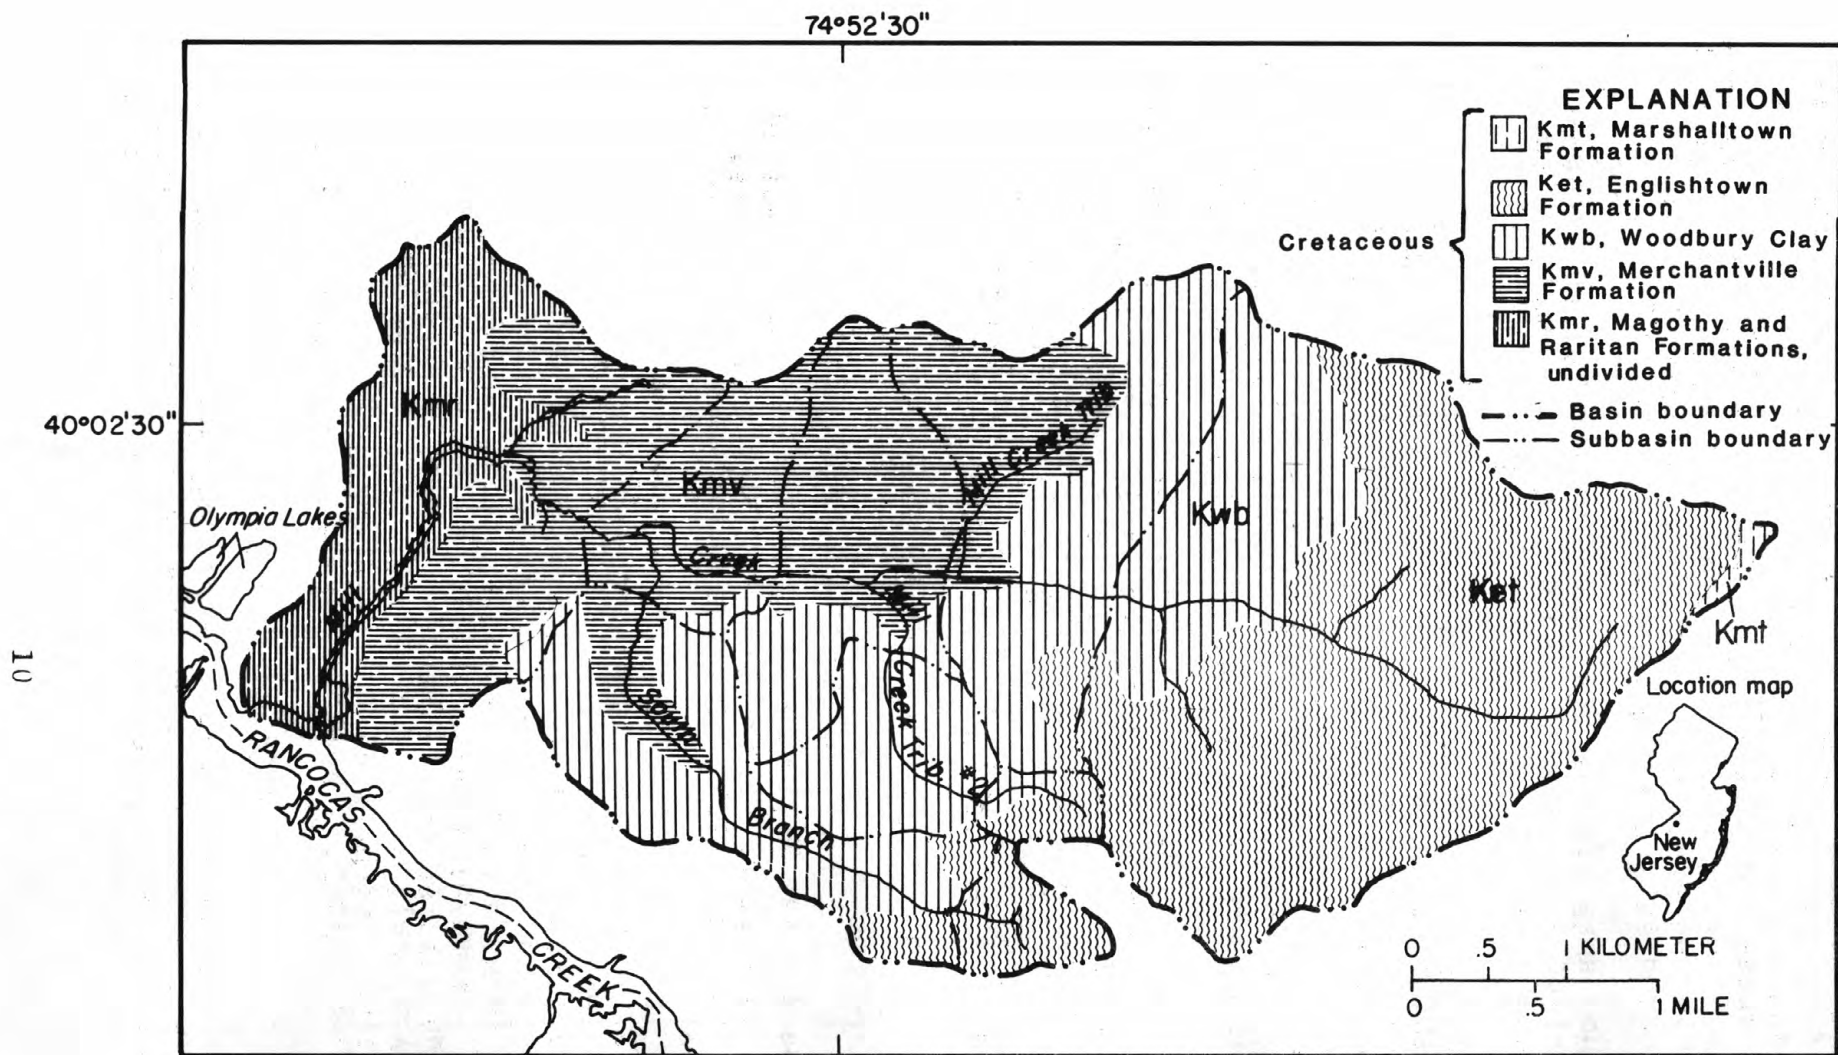 74°52'30"
EXPLANATION
Kmt, Marshalltown
Formation
Ket, Englishtown
Formation
Kwb, Woodbury Clay
Kmv, Merchantville
Formation
Kmr, Magothy and
Raritan Formations,
undivided
Cretaceous
Basin boundary
Subbasin boundary
40°02'30"
Kmr
Mill Creek Trib
Kmv
Kwb
Olympia Lakes
Creek
Mill
Ket
Mill
Creek Trib. #2
Kmt
South
Branch
Location map
RANCOCAS
CREEK
New
Jersey
0 .5 1 KILOMETER
0 .5 1 MILE
10